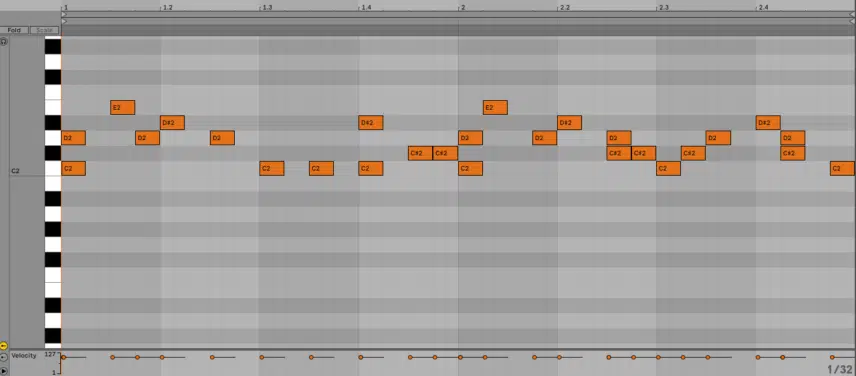 1 1.2 1.3 1.4 2 2.2 2.3 2.4
Fold Scale
E2 E2
D#2 D#2 D#2 D#2
D2 D2 D2 D2 D2 D2 D2 D2
C#2 C#2 C#2 C#2 C#2 C#2
C2 C2 C2 C2 C2 C2 C2 C2
Velocity 127
1 1/32